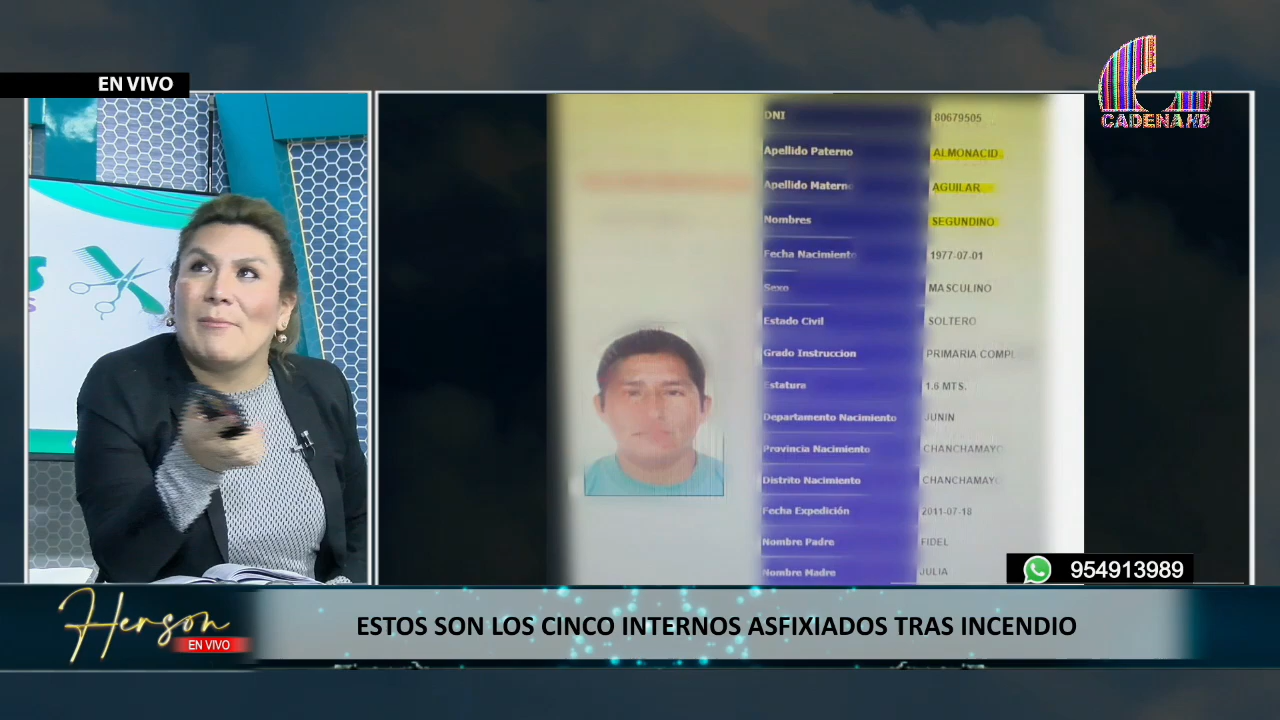 EN VIVO
CADENA HD
DNI 80679505
Apellido Paterno ALMONACID
Apellido Materno AGUILAR
Nombres SEGUNDINO
Fecha Nacimiento 1977-07-01
Sexo MASCULINO
Estado Civil SOLTERO
Grado Instruccion PRIMARIA COMPL
Estatura 1.6 MTS.
Departamento Nacimiento JUNIN
Provincia Nacimiento CHANCHAMAYO
Distrito Nacimiento CHANCHAMAYO
Fecha Expedición 2011-07-18
Nombre Padre FIDEL
Nombre Madre JULIA
954913989
Herson
EN VIVO
ESTOS SON LOS CINCO INTERNOS ASFIXIADOS TRAS INCENDIO